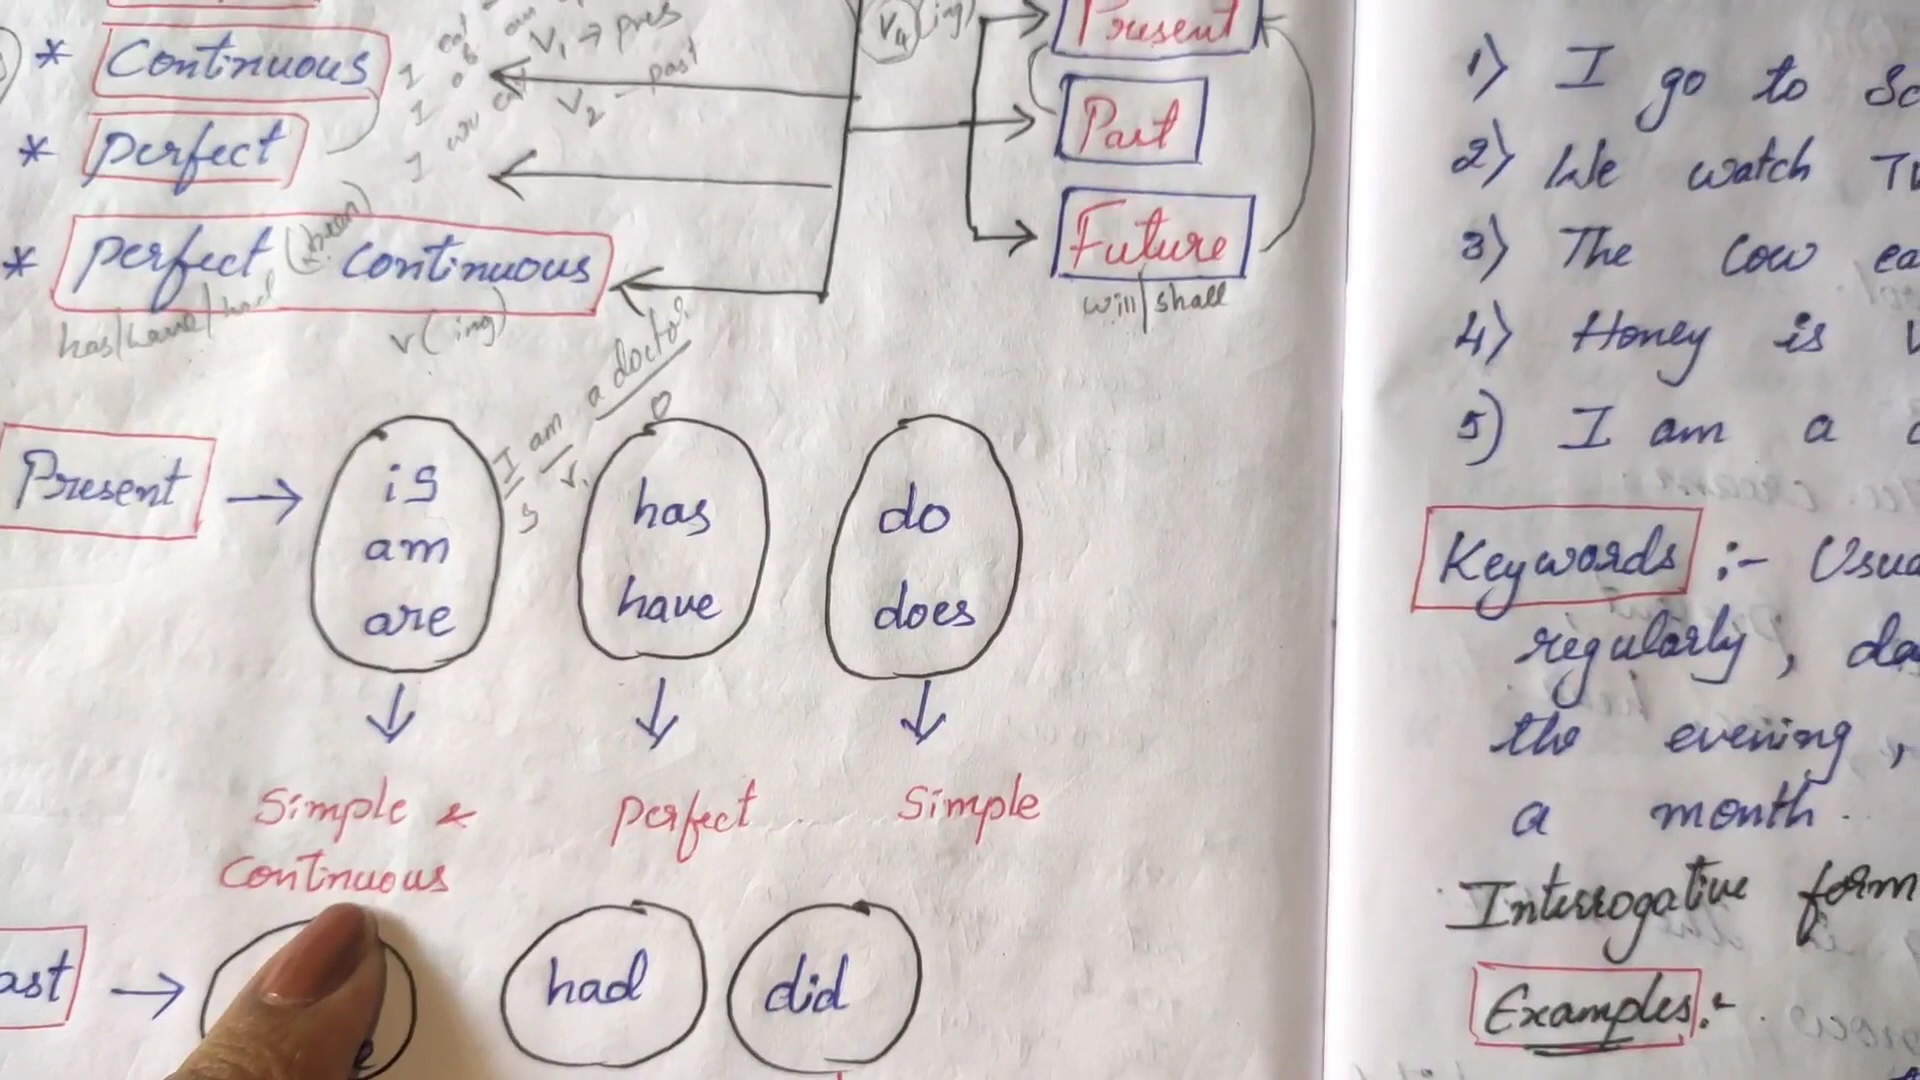 * Continuous
* perfect
* perfect (been) continuous
has/have/had
v(ing)
V1 → pres
V2 - past
V4 (ing)
Present
Past
Future
will/shall
I am a doctor
S V. O
Present →
is
am
are
has
have
do
does
Simple &
Continuous
perfect
Simple
ast →
had
did
1) I go to Sc
2) We watch TV
3) The Cow ea
4) Honey is
5) I am a
Keywords :- Usua
regularly, da
the evening,
a month.
Interrogative form
Examples:-